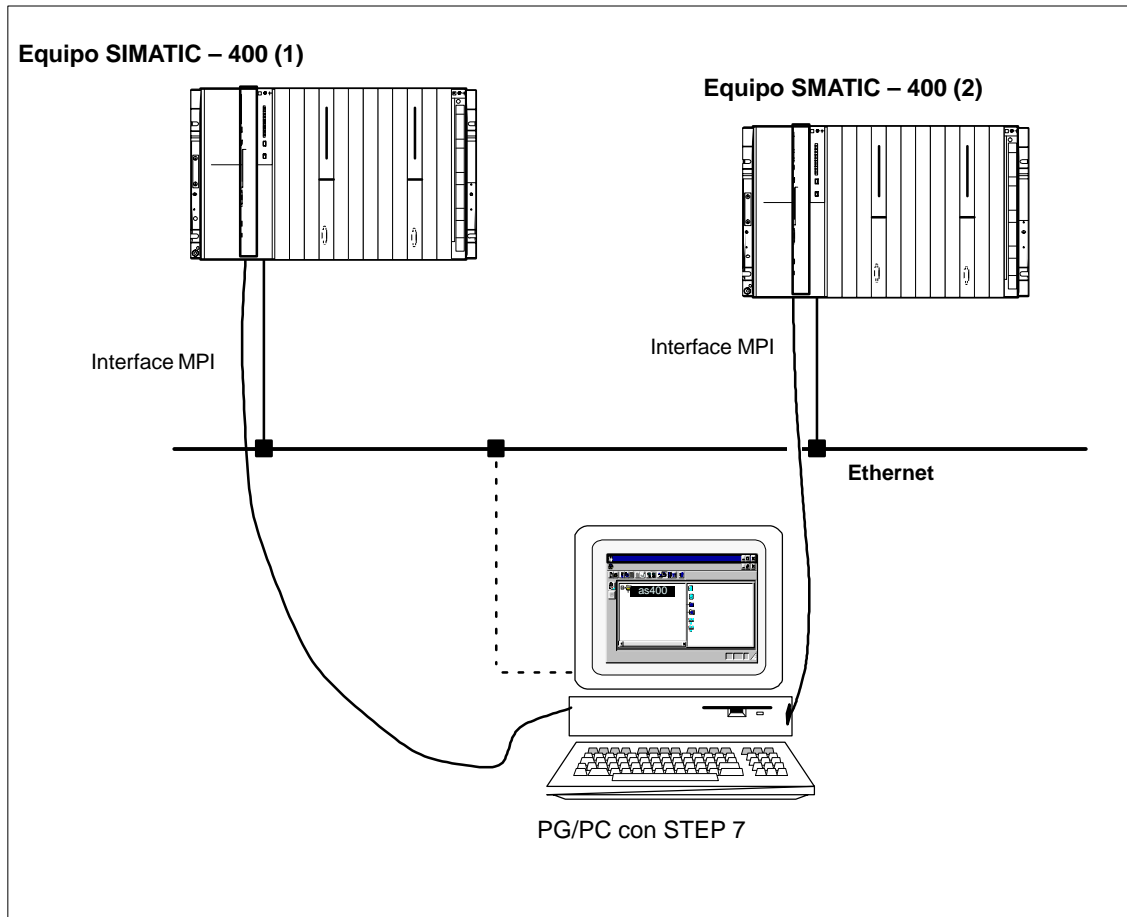 Equipo SIMATIC – 400 (1)
Equipo SMATIC – 400 (2)
Interface MPI
Interface MPI
Ethernet
as400
PG/PC con STEP 7